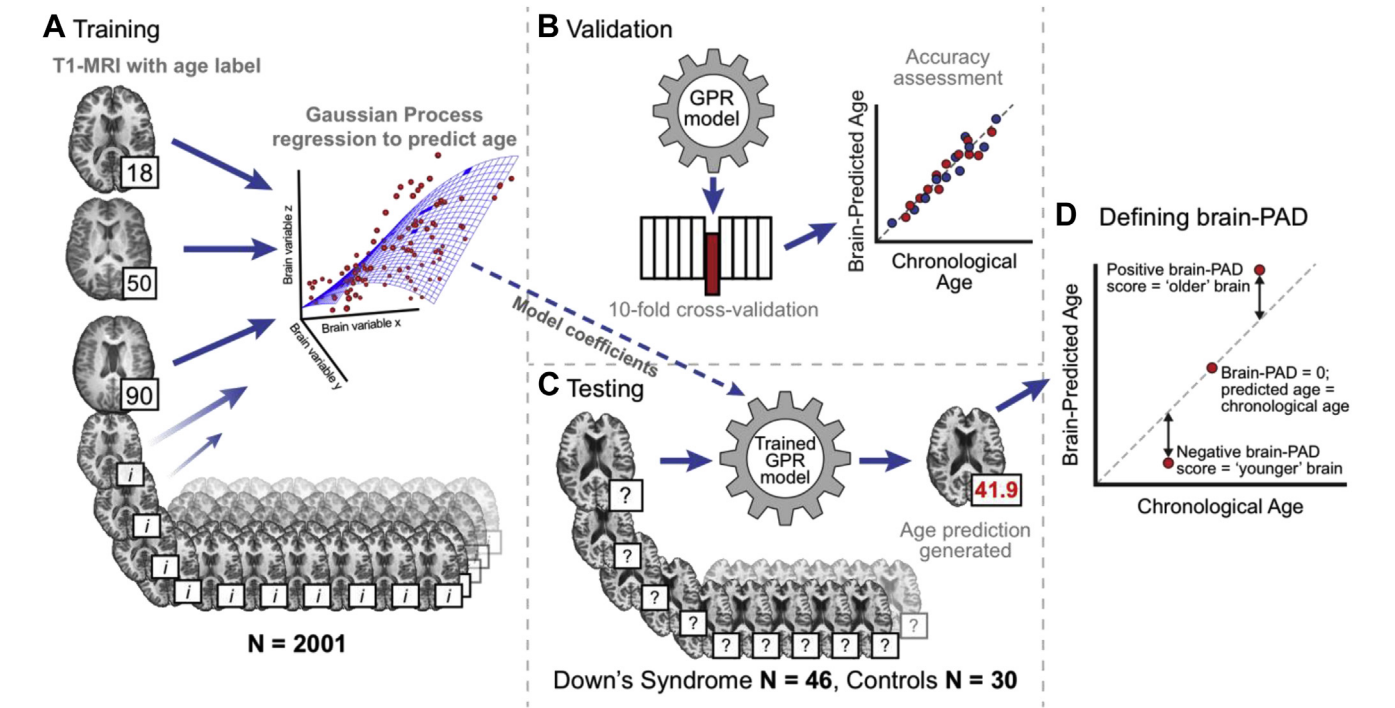 A Training
T1-MRI with age label
18
50
90
i
i
i
i
i
i
i
i
i
i
Gaussian Process
regression to predict age
Brain variable z
Brain variable x
Brain variable y
N = 2001
Model coefficients
B Validation
GPR
model
10-fold cross-validation
Accuracy
assessment
Brain-Predicted Age
Chronological
Age
C Testing
?
?
?
?
?
?
?
?
?
?
Trained
GPR
model
41.9
Age prediction
generated
Down's Syndrome N = 46, Controls N = 30
D Defining brain-PAD
Positive brain-PAD
score = 'older' brain
Brain-PAD = 0;
predicted age =
chronological age
Negative brain-PAD
score = 'younger' brain
Brain-Predicted Age
Chronological Age